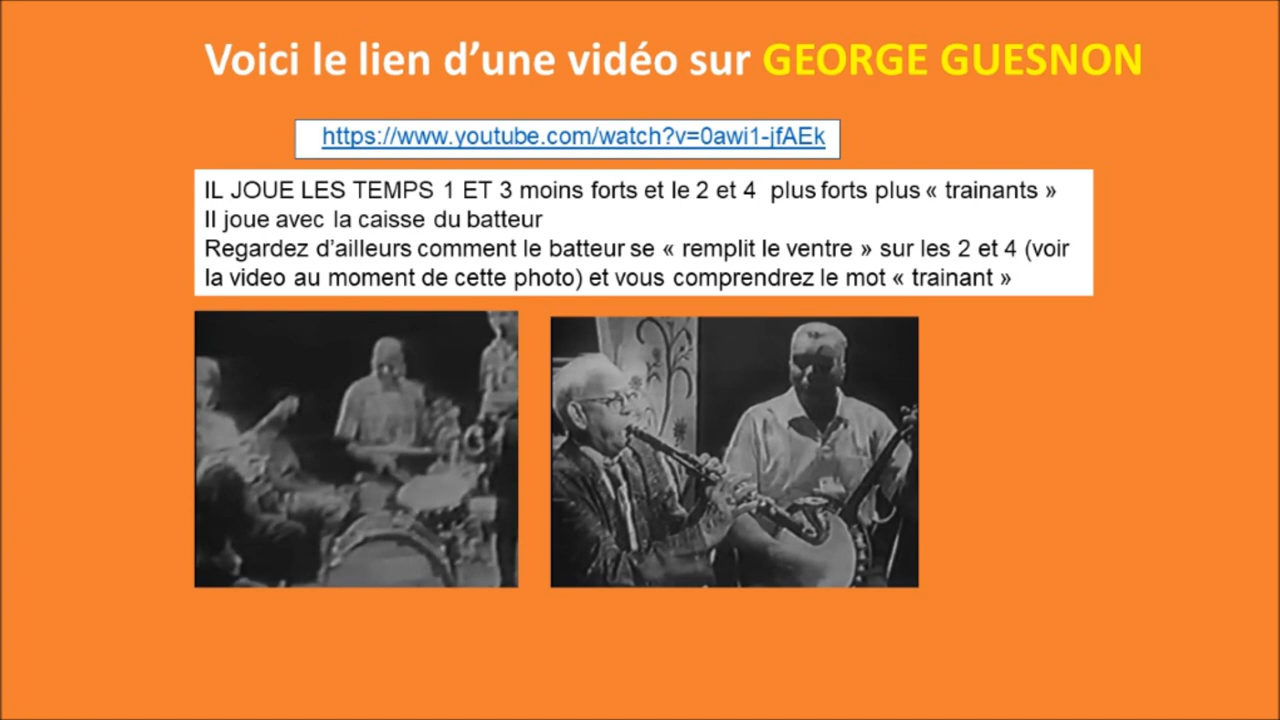 Voici le lien d’une vidéo sur GEORGE GUESNON
https://www.youtube.com/watch?v=0awi1-jfAEk
IL JOUE LES TEMPS 1 ET 3 moins forts et le 2 et 4 plus forts plus « trainants »
Il joue avec la caisse du batteur
Regardez d’ailleurs comment le batteur se « remplit le ventre » sur les 2 et 4 (voir
la video au moment de cette photo) et vous comprendrez le mot « trainant »